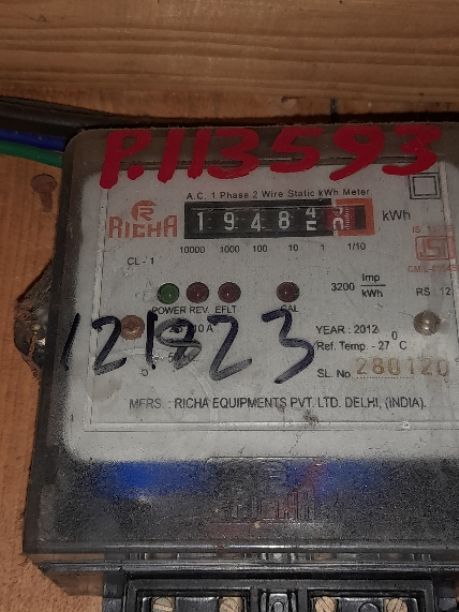 P.113593
A.C. 1 Phase 2 Wire Static kWh Meter.
RICHA 1948 kWh
10000 1000 100 10 1 1/10
CL - 1
3200 Imp/kWh
RS : 12
POWER REV. EFLT CAL
121823
YEAR : 2012
Ref. Temp. - 27 °C
SL. No. 280120
MFRS. : RICHA EQUIPMENTS PVT. LTD. DELHI, (INDIA).